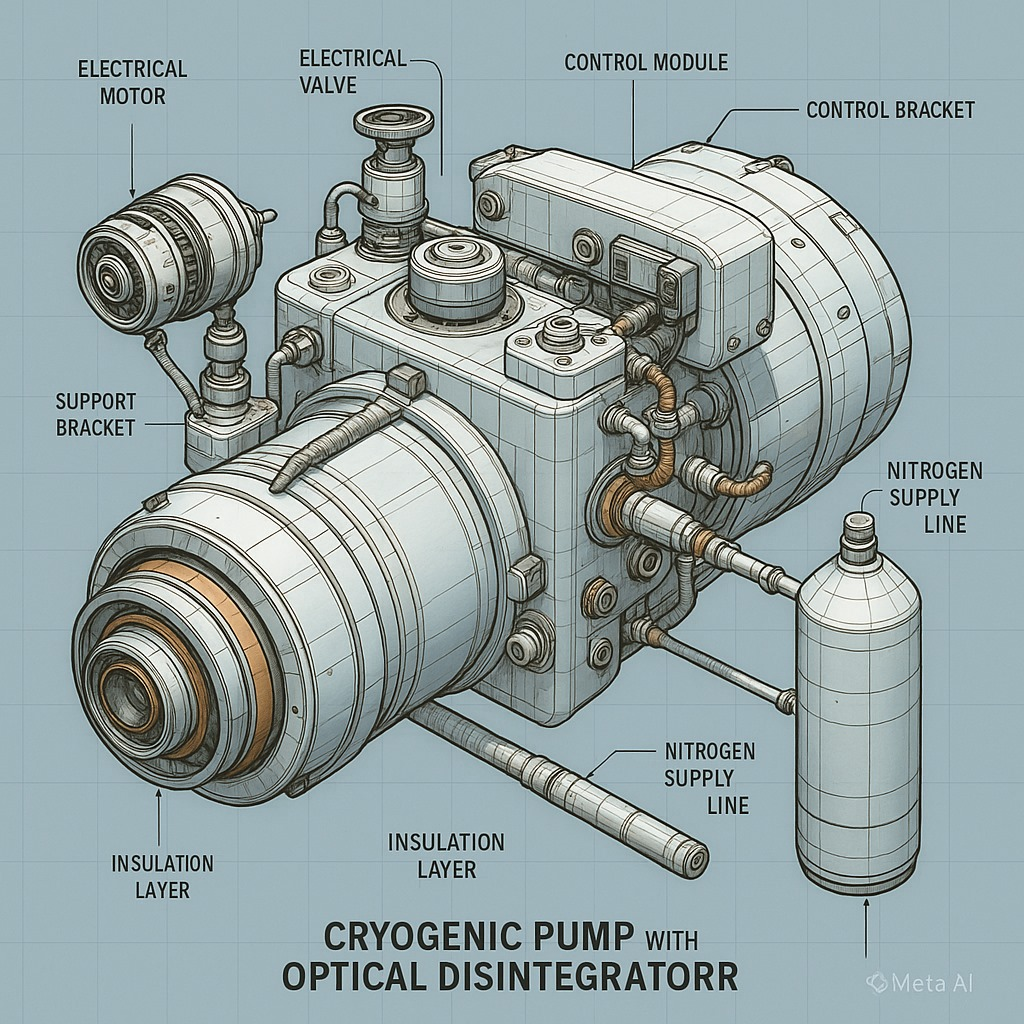 ELECTRICAL
MOTOR
ELECTRICAL
VALVE
CONTROL MODULE
CONTROL BRACKET
SUPPORT
BRACKET
NITROGEN
SUPPLY
LINE
NITROGEN
SUPPLY
LINE
INSULATION
LAYER
INSULATION
LAYER
CRYOGENIC PUMP WITH
OPTICAL DISINTEGRATORR
Meta AI